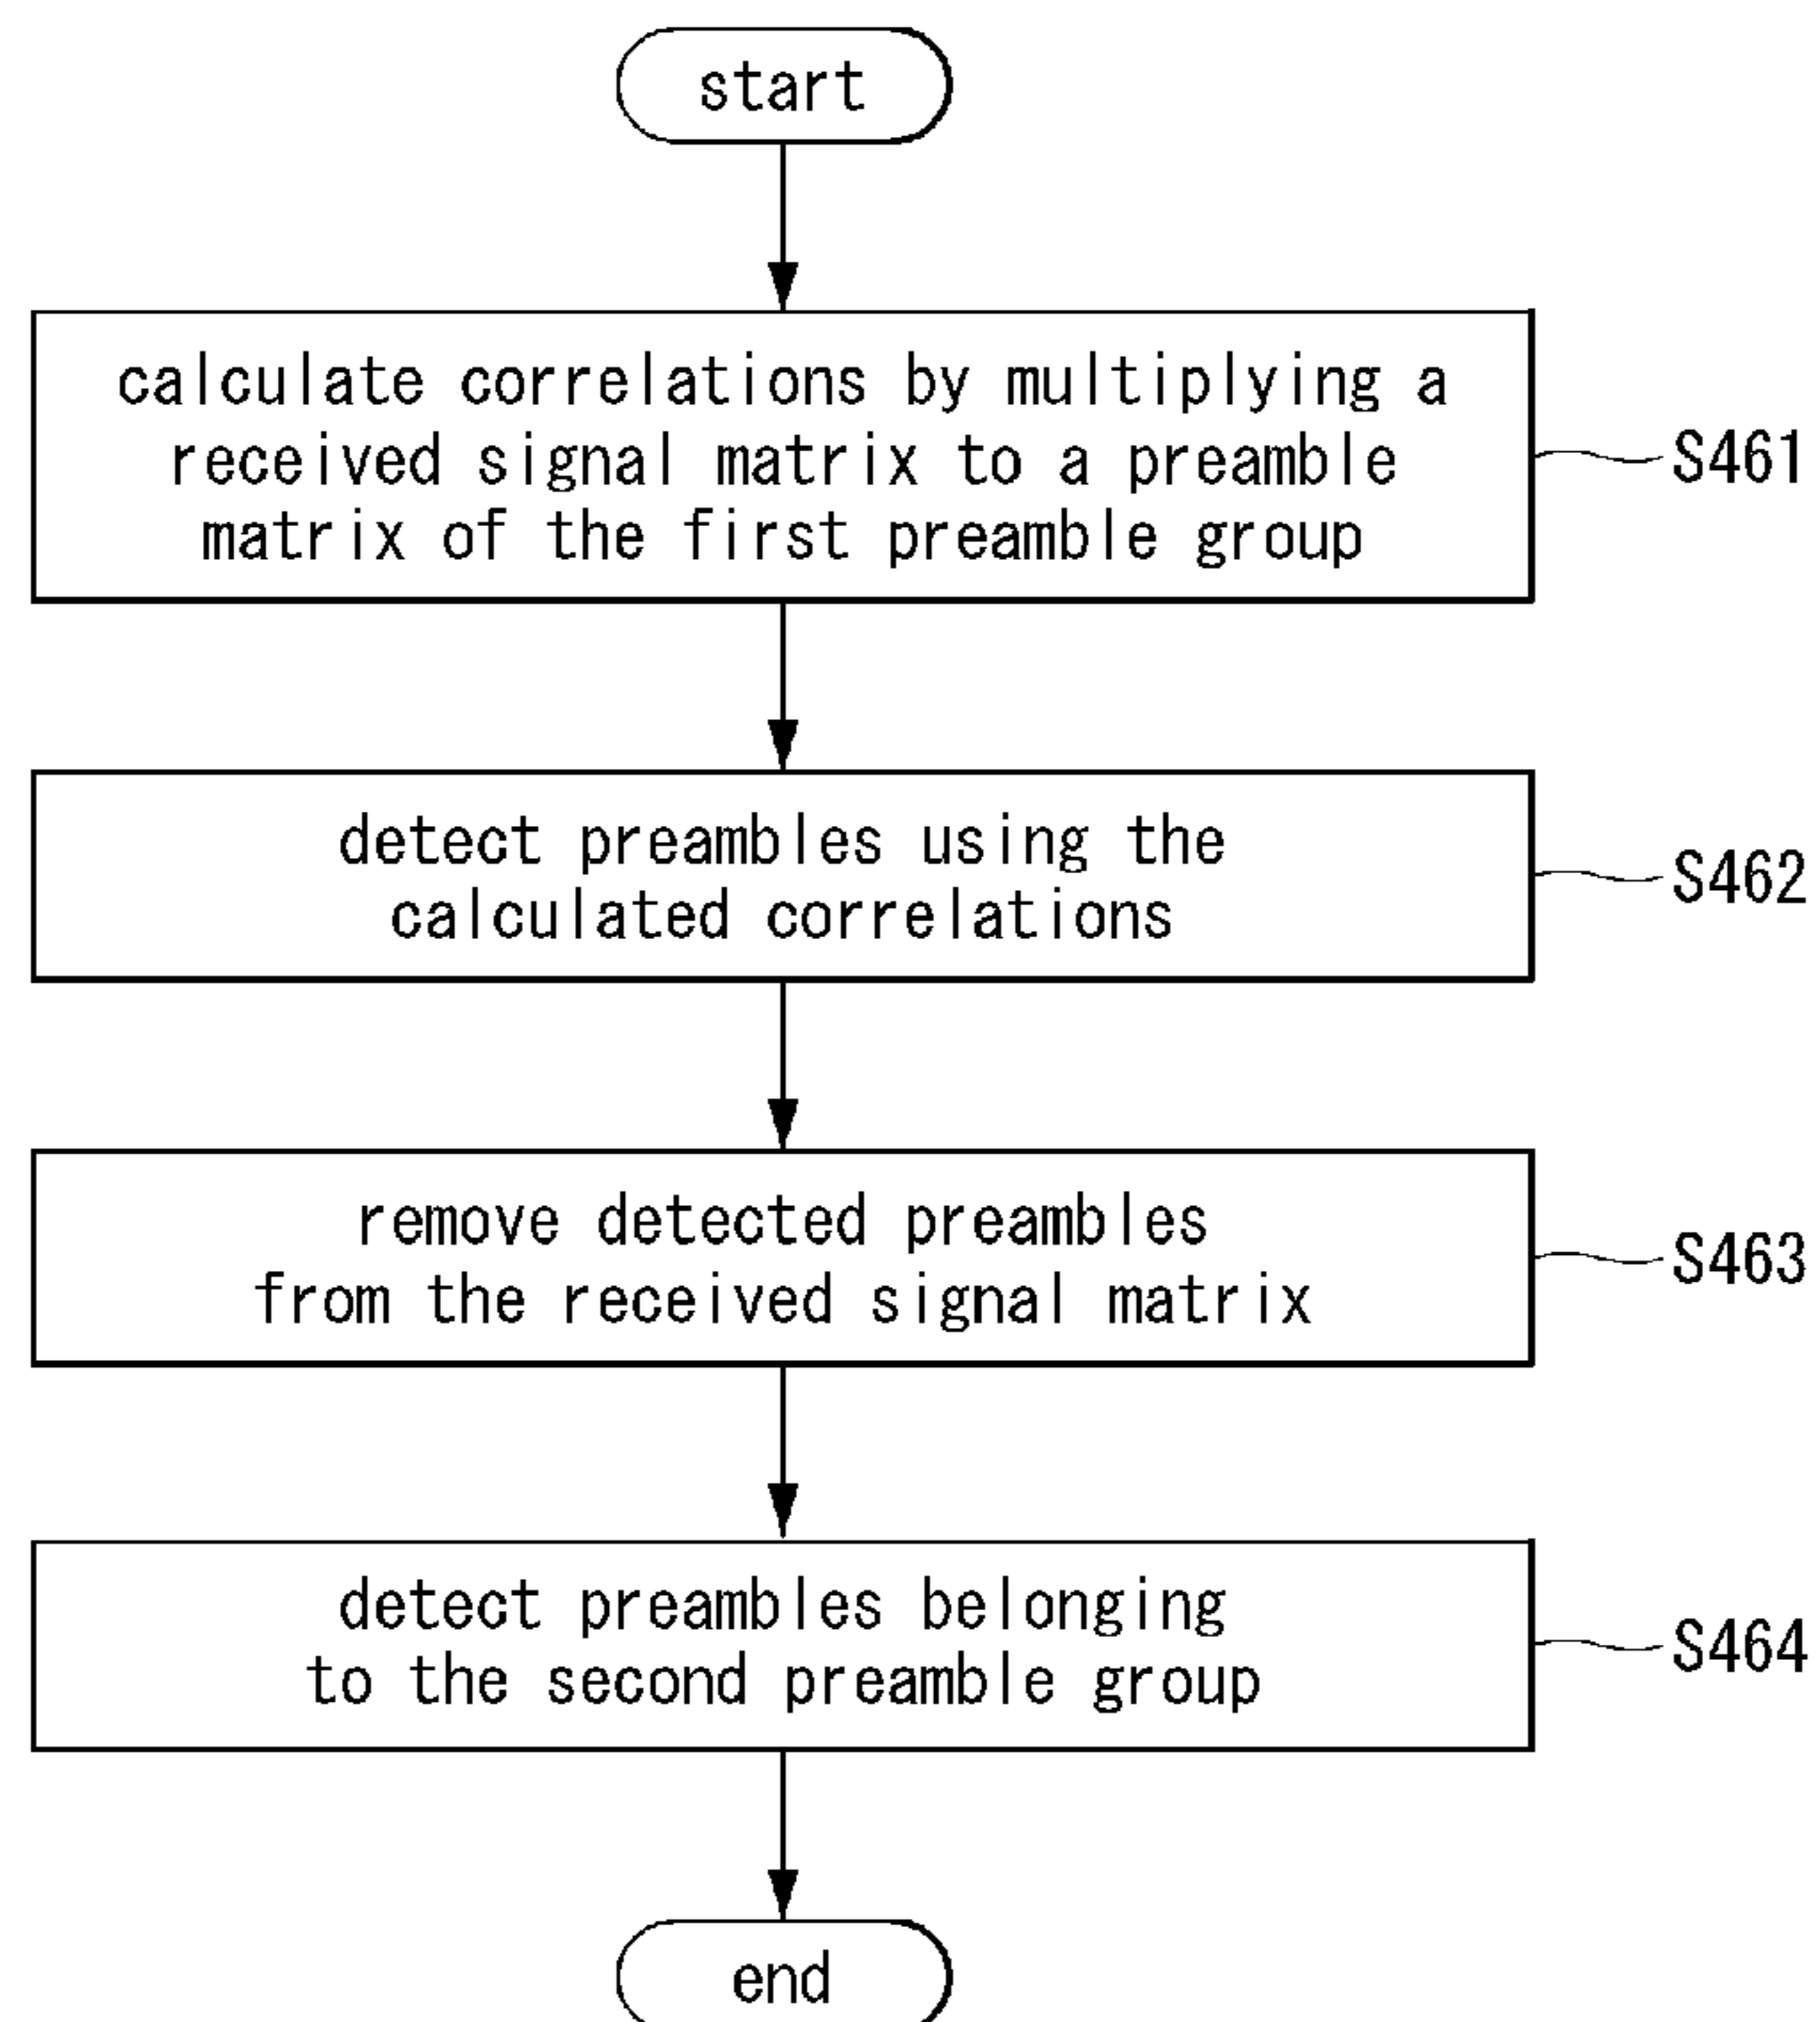 start
calculate correlations by multiplying a
received signal matrix to a preamble
matrix of the first preamble group
S461
detect preambles using the
calculated correlations
S462
remove detected preambles
from the received signal matrix
S463
detect preambles belonging
to the second preamble group
S464
end